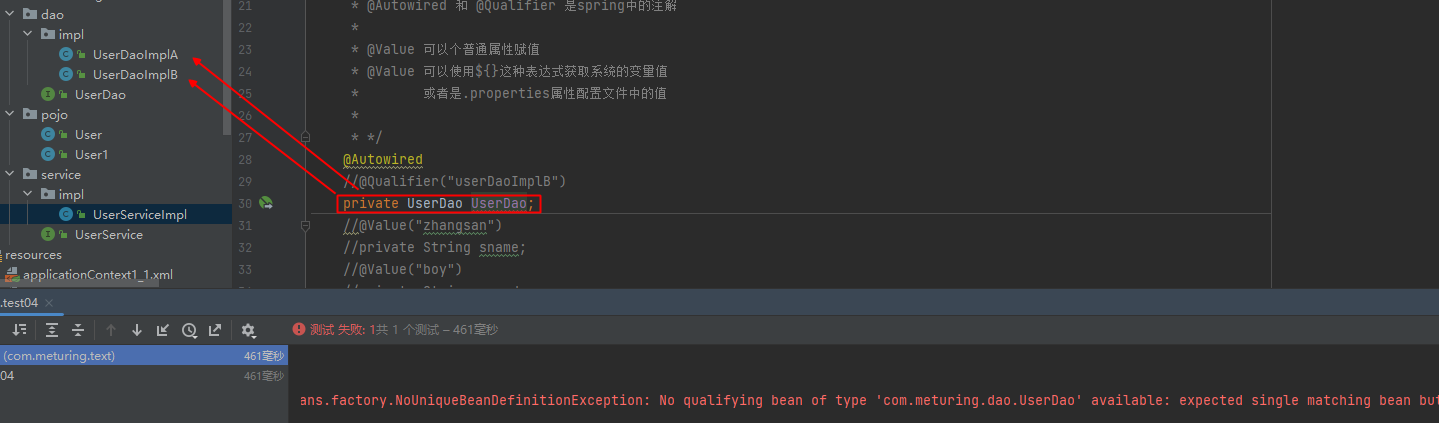 dao
impl
UserDaoImplA
UserDaoImplB
UserDao
pojo
User
User1
service
impl
UserServiceImpl
UserService
resources
applicationContext1_1.xml
21 * @Autowired 和 @Qualifier 是spring中的注解
22 *
23 * @Value 可以个普通属性赋值
24 * @Value 可以使用${}这种表达式获取系统的变量值
25 * 或者是.properties属性配置文件中的值
26 *
27 * */
28 @Autowired
29 //@Qualifier("userDaoImplB")
30 private UserDao UserDao;
31 //@Value("zhangsan")
32 //private String sname;
33 //@Value("boy")
.test04
测试 失败: 1共 1 个测试 – 461毫秒
(com.meturing.text) 461毫秒
04 461毫秒
ans.factory.NoUniqueBeanDefinitionException: No qualifying bean of type 'com.meturing.dao.UserDao' available: expected single matching bean but